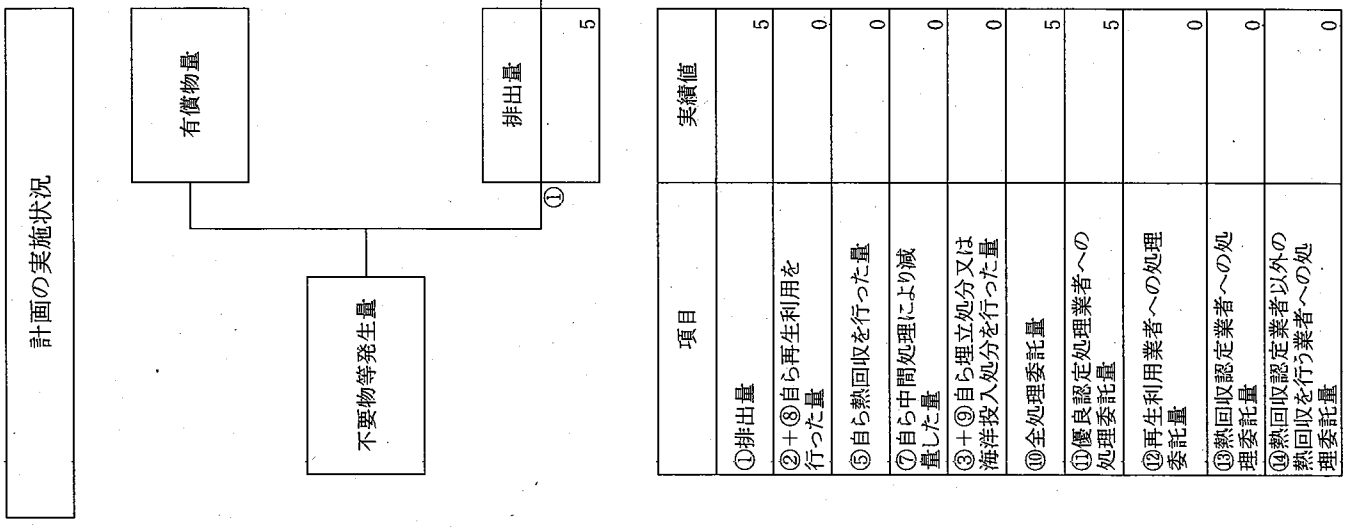 計画の実施状況
有償物量
不要物等発生量
①
排出量
5
項目
実績値
①排出量
5
②+⑧自ら再生利用を
行った量
0
⑤自ら熱回収を行った量
0
⑦自ら中間処理により減
量した量
0
③+⑨自ら埋立処分又は
海洋投入処分を行った量
0
⑩全処理委託量
5
⑪優良認定処理業者への
処理委託量
5
⑫再生利用業者への処理
委託量
0
⑬熱回収認定業者への処
理委託量
0
⑭熱回収認定業者以外の
熱回収を行う業者への処
理委託量
0